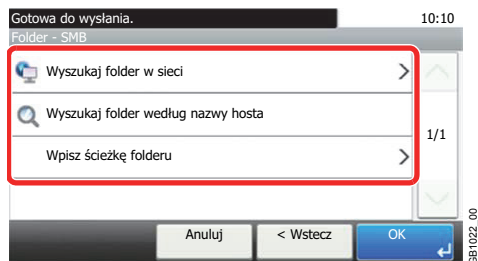 Gotowa do wysłania. 10:10
Folder - SMB
Wyszukaj folder w sieci
Wyszukaj folder według nazwy hosta
1/1
Wpisz ścieżkę folderu
Anuluj < Wstecz OK
GB1022_00